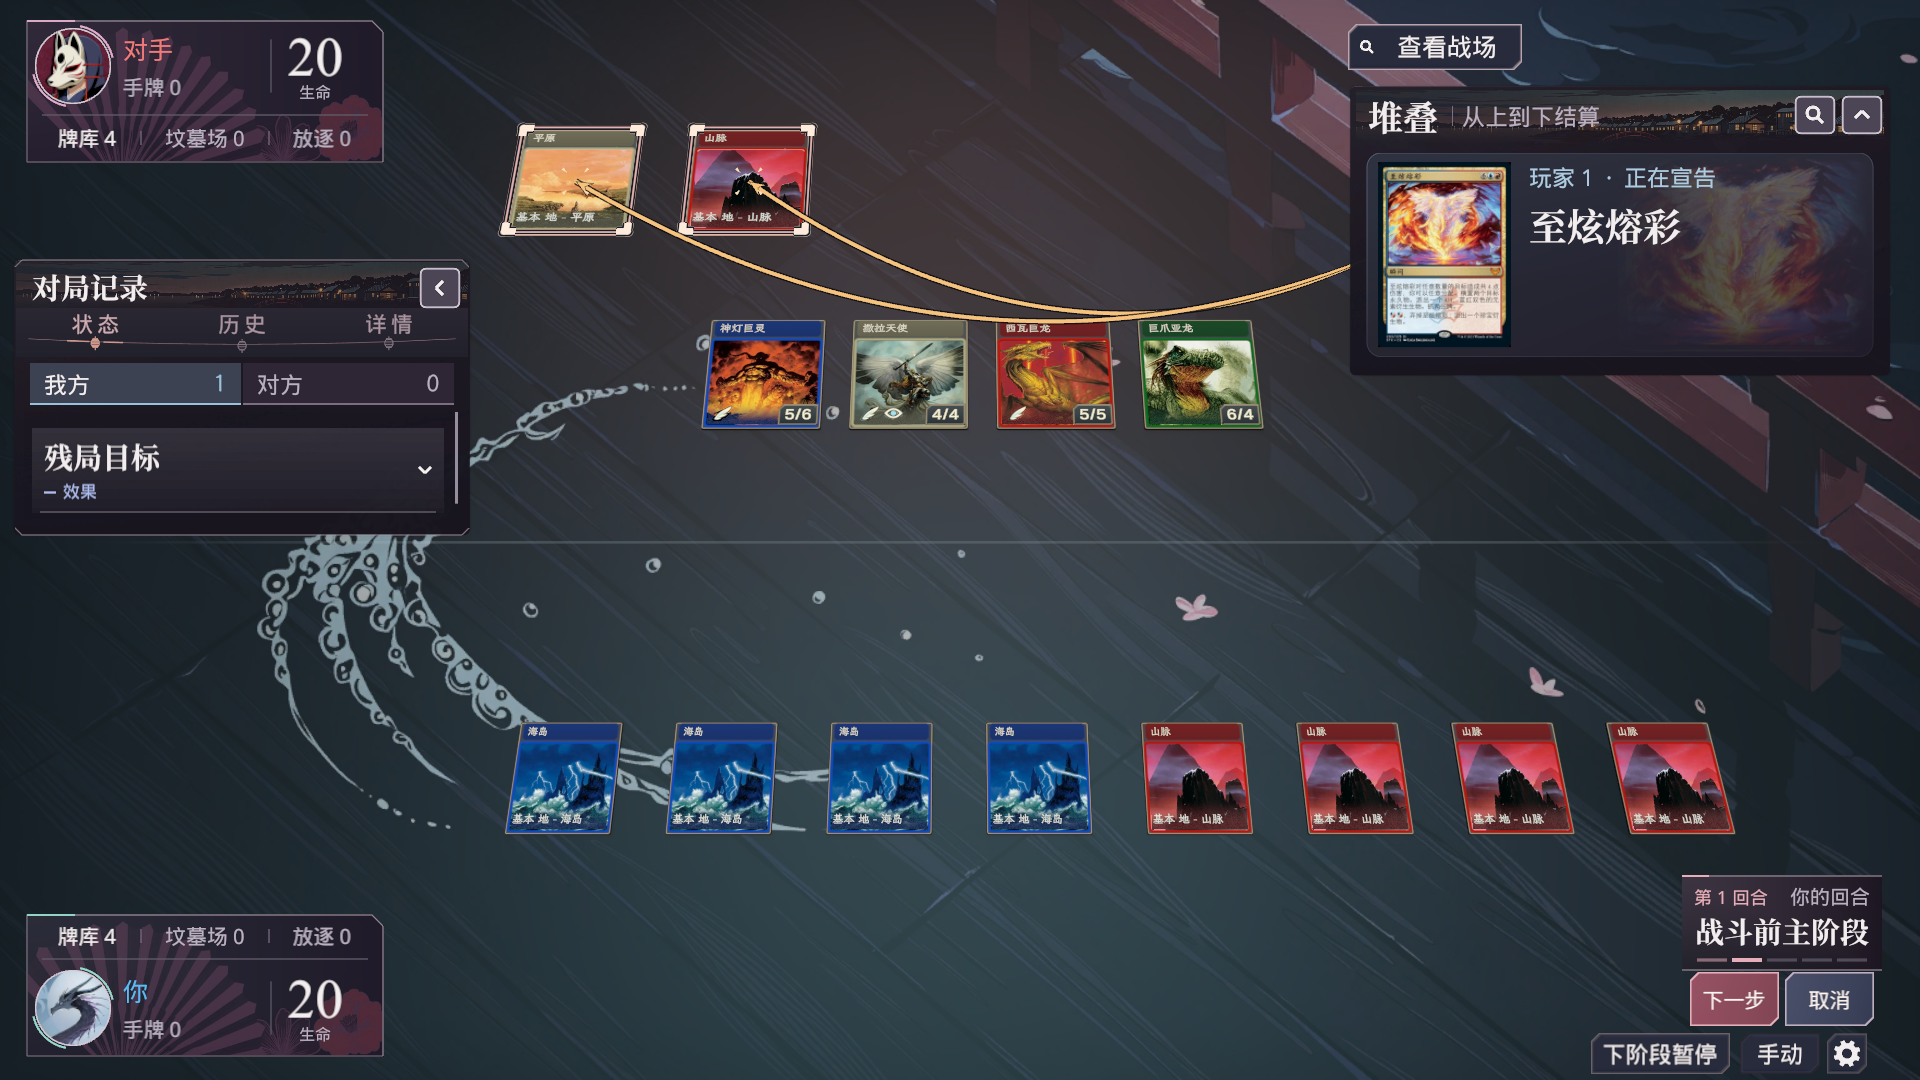 对手
手牌 0
20
生命
牌库 4
坟墓场 0
放逐 0
查看战场
堆叠
从上到下结算
玩家 1 · 正在宣告
至炫熔彩
至炫熔彩
瞬间
平原
基本 地 - 平原
山脉
基本 地 - 山脉
对局记录
状态
历史
详情
我方 1
对方 0
残局目标
– 效果
神灯巨灵
5/6
撒拉天使
4/4
西瓦巨龙
5/5
巨爪亚龙
6/4
海岛
基本 地 - 海岛
海岛
基本 地 - 海岛
海岛
基本 地 - 海岛
海岛
基本 地 - 海岛
山脉
基本 地 - 山脉
山脉
基本 地 - 山脉
山脉
基本 地 - 山脉
山脉
基本 地 - 山脉
牌库 4
坟墓场 0
放逐 0
你
手牌 0
20
生命
第 1 回合
你的回合
战斗前主阶段
下一步
取消
下阶段暂停
手动